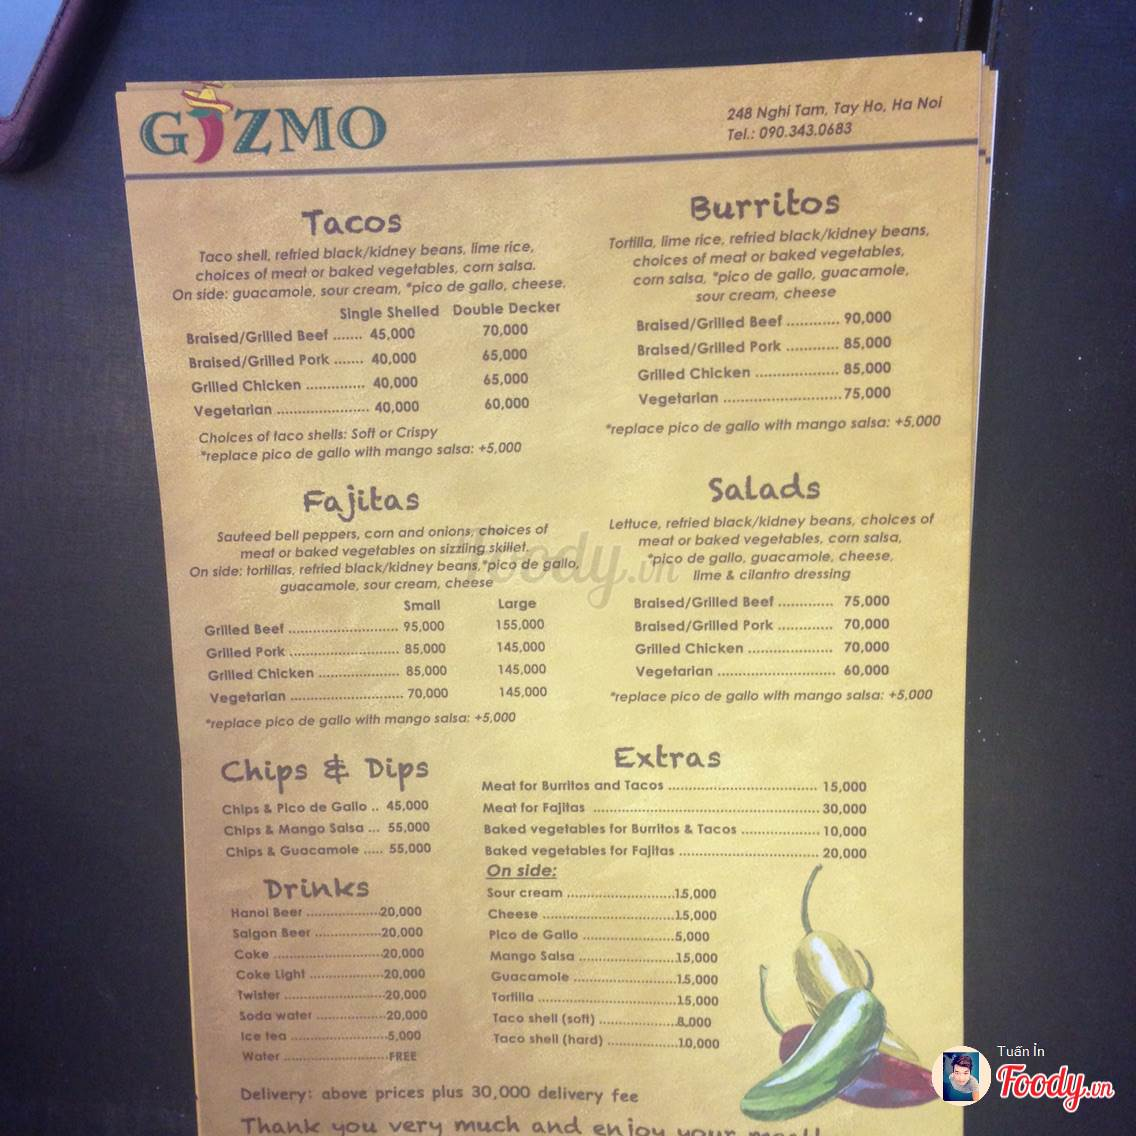 GIZMO
248 Nghi Tam, Tay Ho, Ha Noi
Tel.: 090.343.0683
Tacos
Taco shell, refried black/kidney beans, lime rice,
choices of meat or baked vegetables, corn salsa.
On side: guacamole, sour cream, *pico de gallo, cheese.
Single Shelled Double Decker
Braised/Grilled Beef ....... 45,000 70,000
Braised/Grilled Pork ....... 40,000 65,000
Grilled Chicken .............. 40,000 65,000
Vegetarian ...................... 40,000 60,000
Choices of taco shells: Soft or Crispy
*replace pico de gallo with mango salsa: +5,000
Burritos
Tortilla, lime rice, refried black/kidney beans,
choices of meat or baked vegetables,
corn salsa, *pico de gallo, guacamole,
sour cream, cheese
Braised/Grilled Beef ............ 90,000
Braised/Grilled Pork ............ 85,000
Grilled Chicken ................... 85,000
Vegetarian ...........................75,000
*replace pico de gallo with mango salsa: +5,000
Fajitas
Sauteed bell peppers, corn and onions, choices of
meat or baked vegetables on sizzling skillet.
On side: tortillas, refried black/kidney beans,*pico de gallo,
guacamole, sour cream, cheese
Small Large
Grilled Beef ............................ 95,000 155,000
Grilled Pork ............................ 85,000 145,000
Grilled Chicken ..................... 85,000 145,000
Vegetarian ............................. 70,000 145,000
*replace pico de gallo with mango salsa: +5,000
Salads
Lettuce, refried black/kidney beans, choices of
meat or baked vegetables, corn salsa,
*pico de gallo, guacamole, cheese,
lime & cilantro dressing
Braised/Grilled Beef ............. 75,000
Braised/Grilled Pork ............. 70,000
Grilled Chicken .................... 70,000
Vegetarian ............................ 60,000
*replace pico de gallo with mango salsa: +5,000
foody.vn
Chips & Dips
Chips & Pico de Gallo .. 45,000
Chips & Mango Salsa ... 55,000
Chips & Guacamole ..... 55,000
Drinks
Hanoi Beer ...................20,000
Saigon Beer .................20,000
Coke ............................20,000
Coke Light ...................20,000
Twister .........................20,000
Soda water ..................20,000
Ice tea .........................5,000
Water ..........................FREE
Extras
Meat for Burritos and Tacos ...................................... 15,000
Meat for Fajitas .........................................................30,000
Baked vegetables for Burritos & Tacos .................... 10,000
Baked vegetables for Fajitas ................................... 20,000
On side:
Sour cream ...........................15,000
Cheese .................................15,000
Pico de Gallo .......................5,000
Mango Salsa ........................15,000
Guacamole .........................15,000
Tortilla ..................................15,000
Taco shell (soft) ....................8,000
Taco shell (hard) ..................10,000
Delivery: above prices plus 30,000 delivery fee
Thank you very much and enjoy your meal!
Tuấn Ỉn
Foody.vn